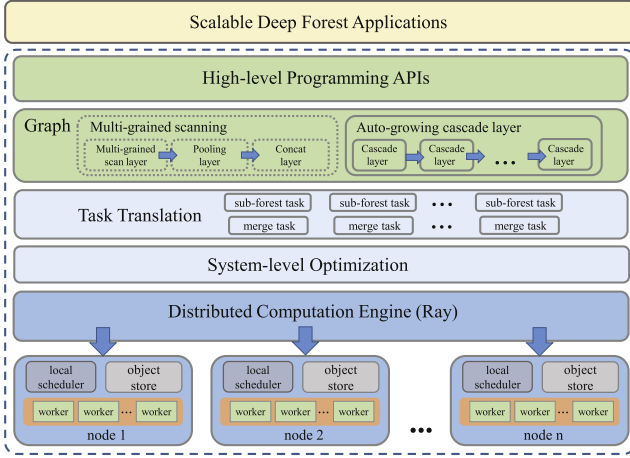 Scalable Deep Forest Applications
High-level Programming APIs
Graph
Multi-grained scanning
Multi-grained
scan layer
Pooling
layer
Concat
layer
Auto-growing cascade layer
Cascade
layer
Cascade
layer
...
Cascade
layer
Task Translation
sub-forest task
sub-forest task
...
sub-forest task
merge task
merge task
...
merge task
System-level Optimization
Distributed Computation Engine (Ray)
local
scheduler
object
store
worker
worker
...
worker
node 1
local
scheduler
object
store
worker
worker
...
worker
node 2
...
local
scheduler
object
store
worker
worker
...
worker
node n